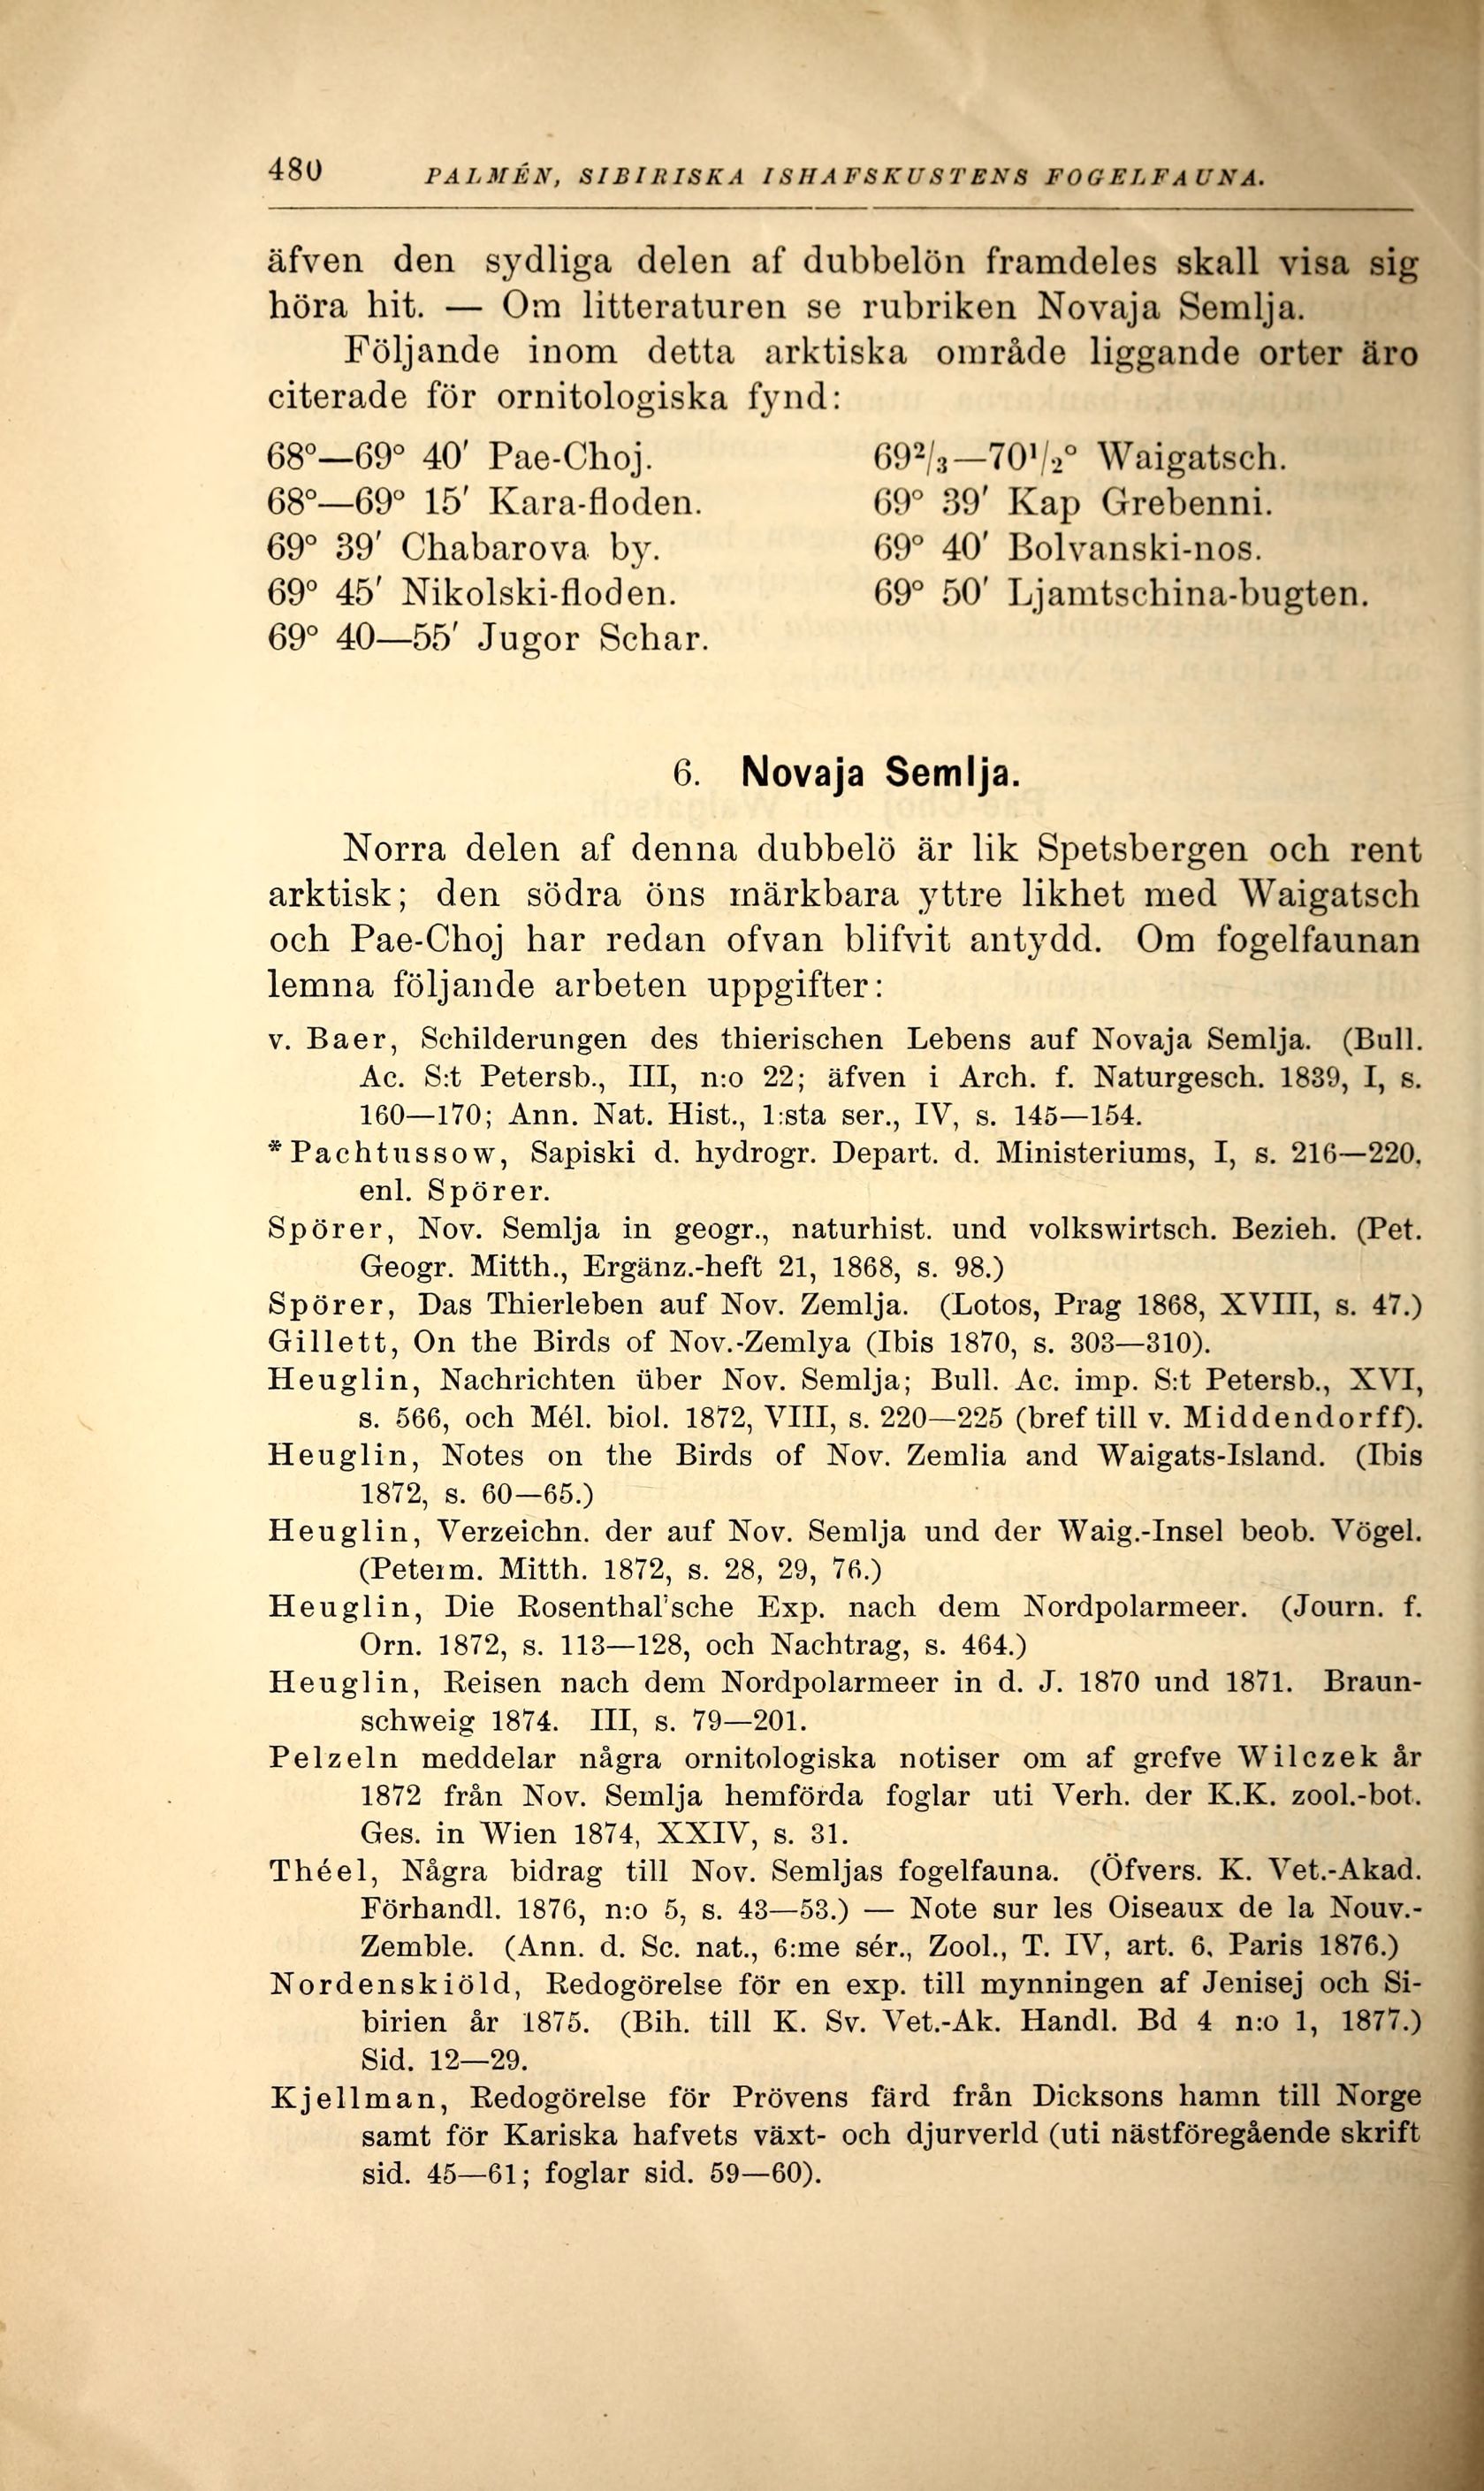 480 PALMÉN, SIBIRISKA ISHAFSKUSTENS FOGELFAUNA.
äfven den sydliga delen af dubbelön framdeles skall visa sig
höra hit. — Om litteraturen se rubriken Novaja Semlja.
Följande inom detta arktiska område liggande orter äro
citerade för ornitologiska fynd:
68°—69° 40′ Pae-Choj.
68°—69° 15′ Kara-floden.
69° 39′ Chabarova by.
69° 45′ Nikolski-floden.
69° 40—55′ Jugor Schar.
69²/₃—70¹/₂° Waigatsch.
69° 39′ Kap Grebenni.
69° 40′ Bolvanski-nos.
69° 50′ Ljamtschina-bugten.
6. Novaja Semlja.
Norra delen af denna dubbelö är lik Spetsbergen och rent
arktisk; den södra öns märkbara yttre likhet med Waigatsch
och Pae-Choj har redan ofvan blifvit antydd. Om fogelfaunan
lemna följande arbeten uppgifter:
v. Baer, Schilderungen des thierischen Lebens auf Novaja Semlja. (Bull.
Ac. S:t Petersb., III, n:o 22; äfven i Arch. f. Naturgesch. 1839, I, s.
160—170; Ann. Nat. Hist., 1:sta ser., IV, s. 145—154.
*Pachtussow, Sapiski d. hydrogr. Depart. d. Ministeriums, I, s. 216—220,
enl. Spörer.
Spörer, Nov. Semlja in geogr., naturhist. und volkswirtsch. Bezieh. (Pet.
Geogr. Mitth., Ergänz.-heft 21, 1868, s. 98.)
Spörer, Das Thierleben auf Nov. Zemlja. (Lotos, Prag 1868, XVIII, s. 47.)
Gillett, On the Birds of Nov.-Zemlya (Ibis 1870, s. 303—310).
Heuglin, Nachrichten über Nov. Semlja; Bull. Ac. imp. S:t Petersb., XVI,
s. 566, och Mél. biol. 1872, VIII, s. 220—225 (bref till v. Middendorff).
Heuglin, Notes on the Birds of Nov. Zemlia and Waigats-Island. (Ibis
1872, s. 60—65.)
Heuglin, Verzeichn. der auf Nov. Semlja und der Waig.-Insel beob. Vögel.
(Peterm. Mitth. 1872, s. 28, 29, 76.)
Heuglin, Die Rosenthal'sche Exp. nach dem Nordpolarmeer. (Journ. f.
Orn. 1872, s. 113—128, och Nachtrag, s. 464.)
Heuglin, Reisen nach dem Nordpolarmeer in d. J. 1870 und 1871. Braun-
schweig 1874. III, s. 79—201.
Pelzeln meddelar några ornitologiska notiser om af grefve Wilczek år
1872 från Nov. Semlja hemförda foglar uti Verh. der K.K. zool.-bot.
Ges. in Wien 1874, XXIV, s. 31.
Théel, Några bidrag till Nov. Semljas fogelfauna. (Öfvers. K. Vet.-Akad.
Förhandl. 1876, n:o 5, s. 43—53.) — Note sur les Oiseaux de la Nouv.-
Zemble. (Ann. d. Sc. nat., 6:me sér., Zool., T. IV, art. 6, Paris 1876.)
Nordenskiöld, Redogörelse för en exp. till mynningen af Jenisej och Si-
birien år 1875. (Bih. till K. Sv. Vet.-Ak. Handl. Bd 4 n:o 1, 1877.)
Sid. 12—29.
Kjellman, Redogörelse för Prövens färd från Dicksons hamn till Norge
samt för Kariska hafvets växt- och djurverld (uti nästföregående skrift
sid. 45—61; foglar sid. 59—60).